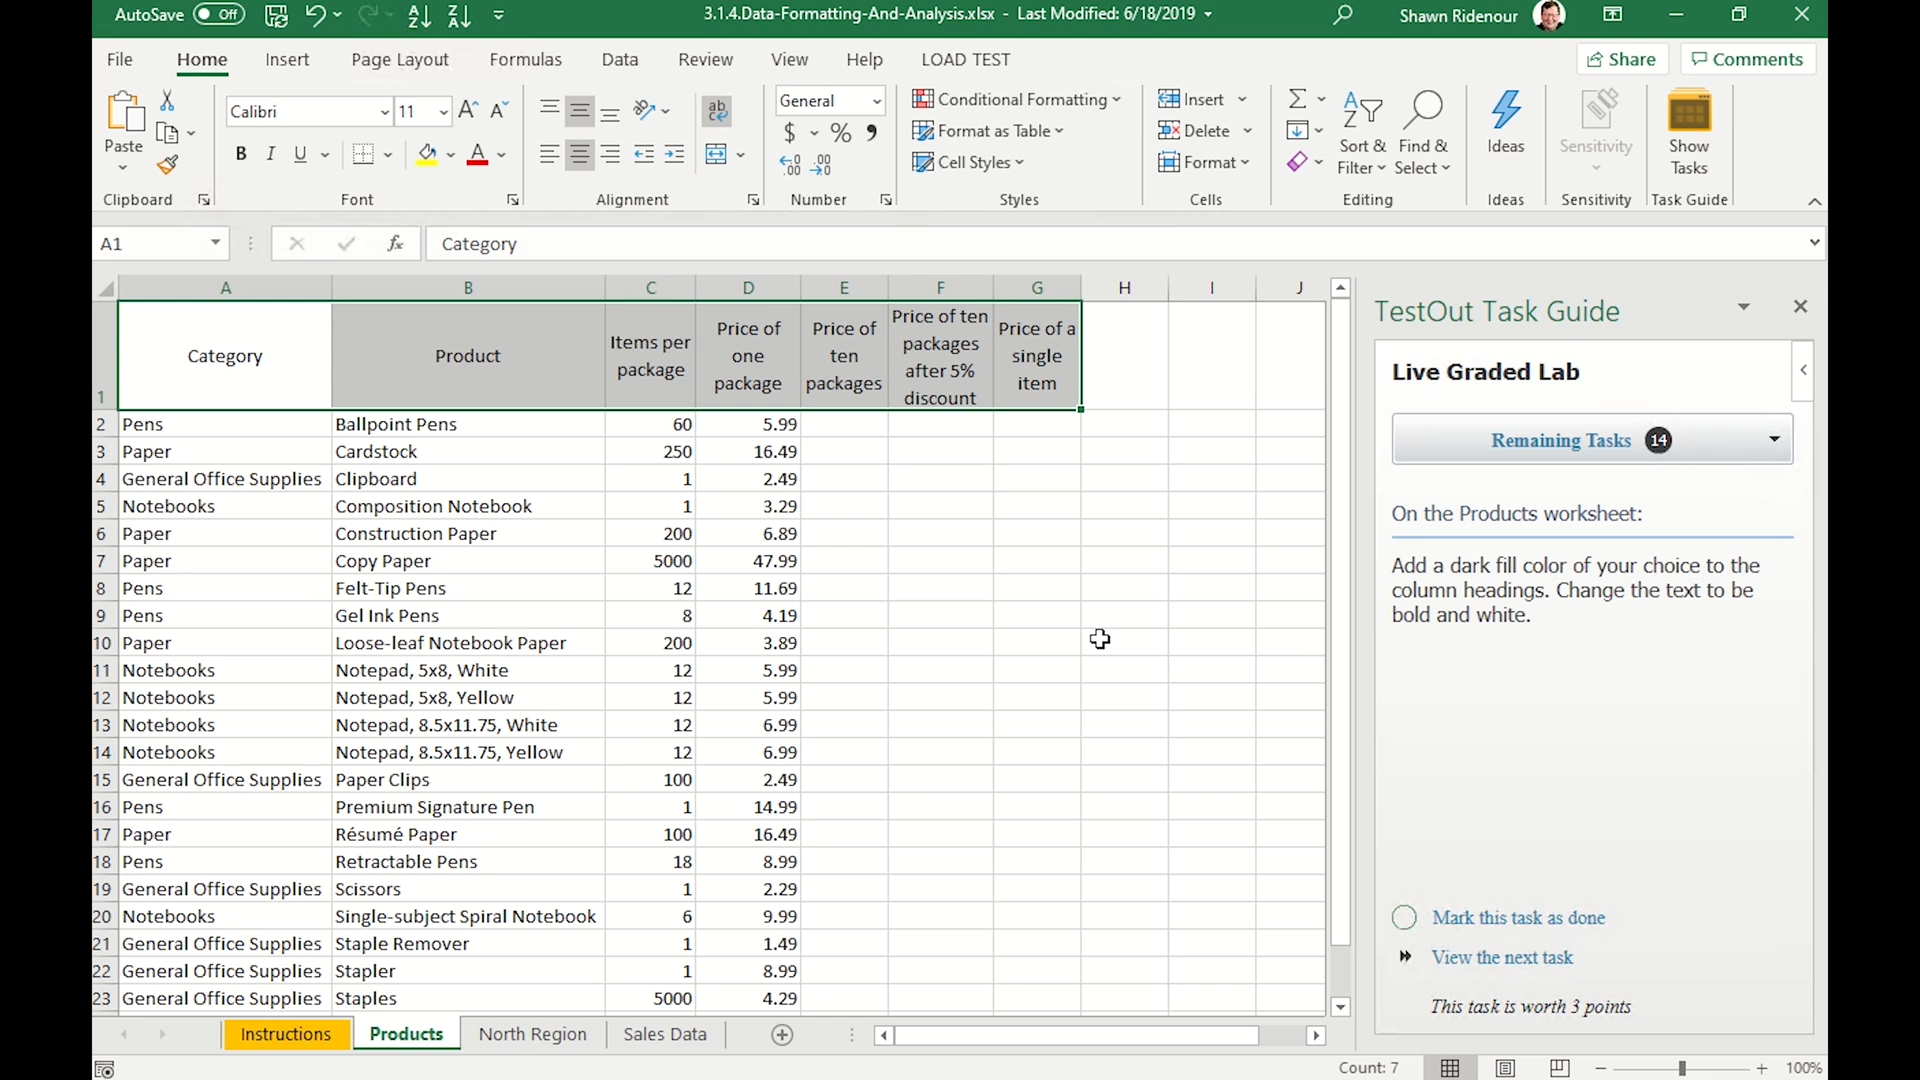 AutoSave Off 3.1.4.Data-Formatting-And-Analysis.xlsx - Last Modified: 6/18/2019 Shawn Ridenour
File Home Insert Page Layout Formulas Data Review View Help LOAD TEST Share Comments
Paste
Calibri 11
B I U A
ab
General
$ % ,
Conditional Formatting
Format as Table
Cell Styles
Insert
Delete
Format
Sort & Filter
Find & Select
Ideas
Sensitivity
Show Tasks
Clipboard Font Alignment Number Styles Cells Editing Ideas Sensitivity Task Guide
A1 fx Category
A B C D E F G H I J
1 Category Product Items per package Price of one package Price of ten packages Price of ten packages after 5% discount Price of a single item
2 Pens Ballpoint Pens 60 5.99
3 Paper Cardstock 250 16.49
4 General Office Supplies Clipboard 1 2.49
5 Notebooks Composition Notebook 1 3.29
6 Paper Construction Paper 200 6.89
7 Paper Copy Paper 5000 47.99
8 Pens Felt-Tip Pens 12 11.69
9 Pens Gel Ink Pens 8 4.19
10 Paper Loose-leaf Notebook Paper 200 3.89
11 Notebooks Notepad, 5x8, White 12 5.99
12 Notebooks Notepad, 5x8, Yellow 12 5.99
13 Notebooks Notepad, 8.5x11.75, White 12 6.99
14 Notebooks Notepad, 8.5x11.75, Yellow 12 6.99
15 General Office Supplies Paper Clips 100 2.49
16 Pens Premium Signature Pen 1 14.99
17 Paper Résumé Paper 100 16.49
18 Pens Retractable Pens 18 8.99
19 General Office Supplies Scissors 1 2.29
20 Notebooks Single-subject Spiral Notebook 6 9.99
21 General Office Supplies Staple Remover 1 1.49
22 General Office Supplies Stapler 1 8.99
23 General Office Supplies Staples 5000 4.29
Instructions Products North Region Sales Data
Count: 7 100%
TestOut Task Guide
Live Graded Lab
Remaining Tasks 14
On the Products worksheet:
Add a dark fill color of your choice to the
column headings. Change the text to be
bold and white.
Mark this task as done
View the next task
This task is worth 3 points